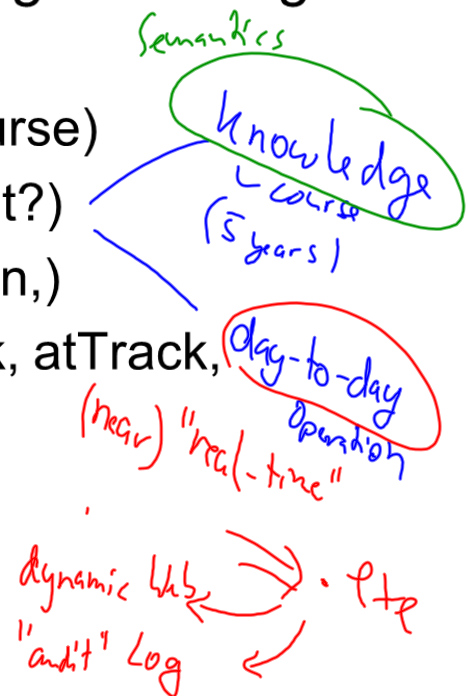 Semantics
urse)
knowledge
t?)
course
(5 years)
n,)
, atTrack,
day-to-day
operation
(near) "real-time"
dynamic Web
"audit" Log